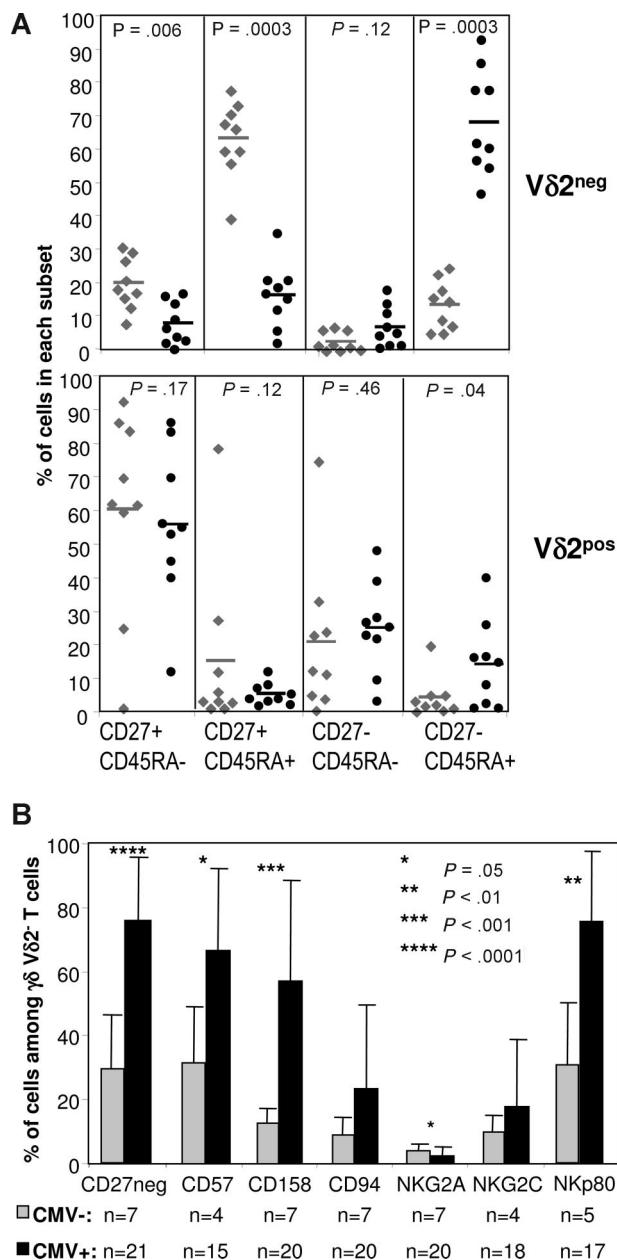 A
P = .006 P = .0003 P = .12 P = .0003
100
90
80
70
60
50
40
30
20
10
0
Vδ2neg
% of cells in each subset
P = .17 P = .12 P = .46 P = .04
100
90
80
70
60
50
40
30
20
10
0
Vδ2pos
CD27+ CD27+ CD27- CD27-
CD45RA- CD45RA+ CD45RA- CD45RA+
B
% of cells among γδ Vδ2- T cells
100
80
60
40
20
0
**** * *** * **
* P = .05
** P < .01
*** P < .001
**** P < .0001
CD27neg CD57 CD158 CD94 NKG2A NKG2C NKp80
CMV-: n=7 n=4 n=7 n=7 n=7 n=7 n=5
CMV+: n=21 n=15 n=20 n=20 n=20 n=18 n=17